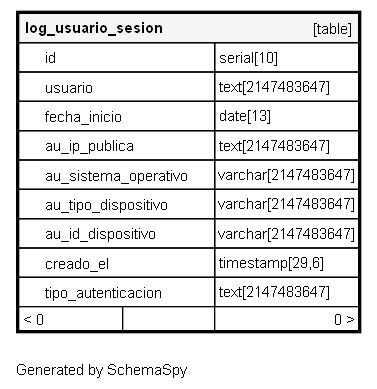 log_usuario_sesion [table]
id serial[10]
usuario text[2147483647]
fecha_inicio date[13]
au_ip_publica text[2147483647]
au_sistema_operativo varchar[2147483647]
au_tipo_dispositivo varchar[2147483647]
au_id_dispositivo varchar[2147483647]
creado_el timestamp[29,6]
tipo_autenticacion text[2147483647]
< 0 0 >
Generated by SchemaSpy